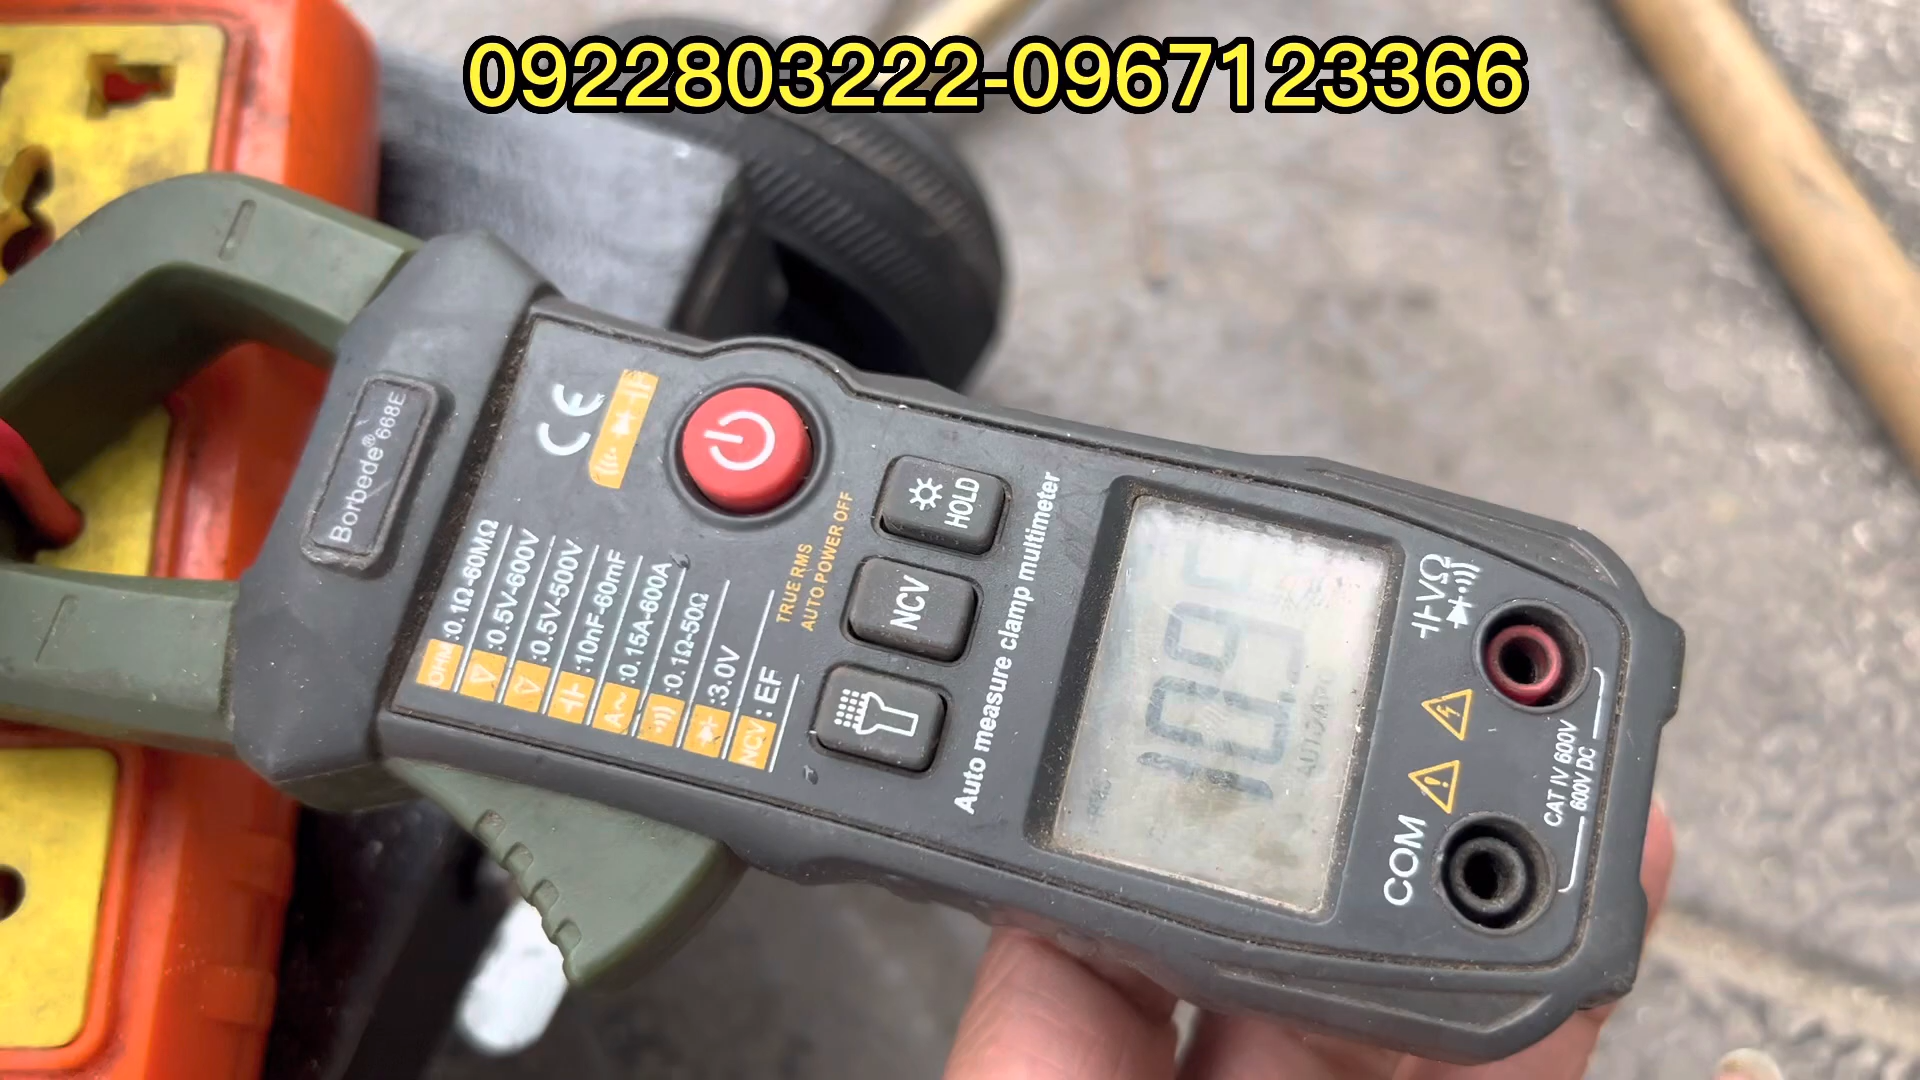 0922803222-0967123366
Borbede® 668E
CE
OHM :0.1Ω-60MΩ
:0.5V-600V
:0.5V-500V
:10nF-60mF
A~ :0.15A-600A
:0.1Ω-50Ω
:3.0V
NCV : EF
TRUE RMS
AUTO POWER OFF
HOLD
NCV
Auto measure clamp multimeter
VΩ
COM
CAT IV 600V
600V DC